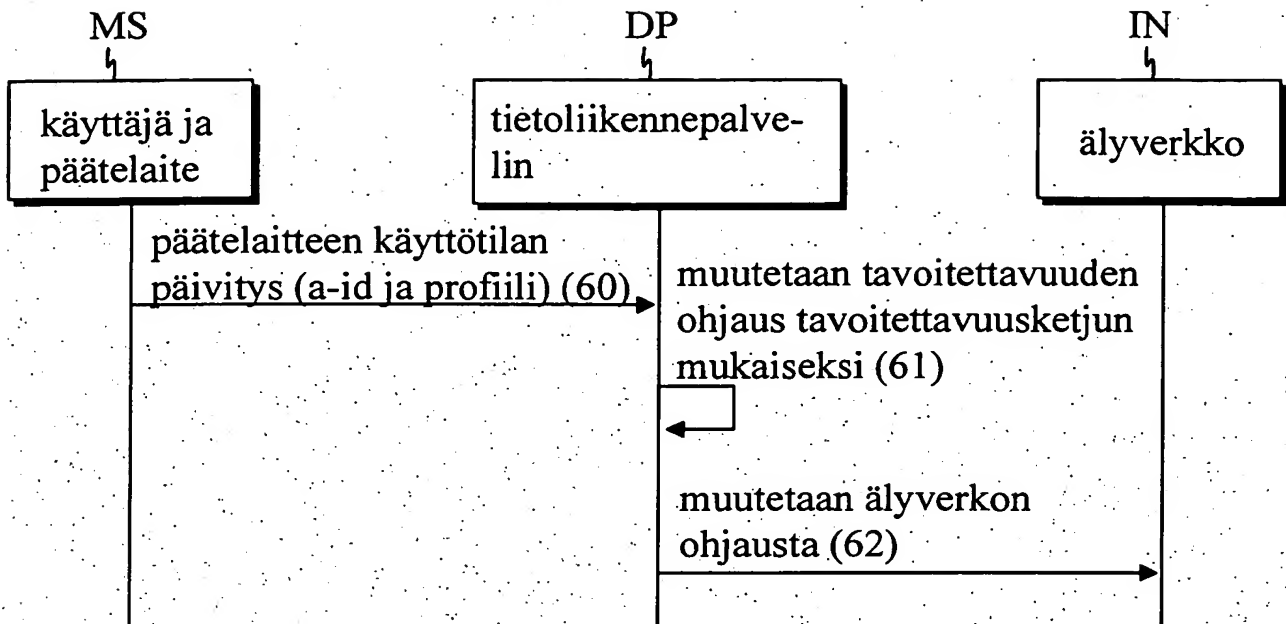 MS
DP
IN
käyttäjä ja
päätelaite
tietoliikennepalve-
lin
älyverkko
päätelaitteen käyttötilan
päivitys (a-id ja profiili) (60)
muutetaan tavoitettavuuden
ohjaus tavoitettavuusketjun
mukaiseksi (61)
muutetaan älyverkon
ohjausta (62)